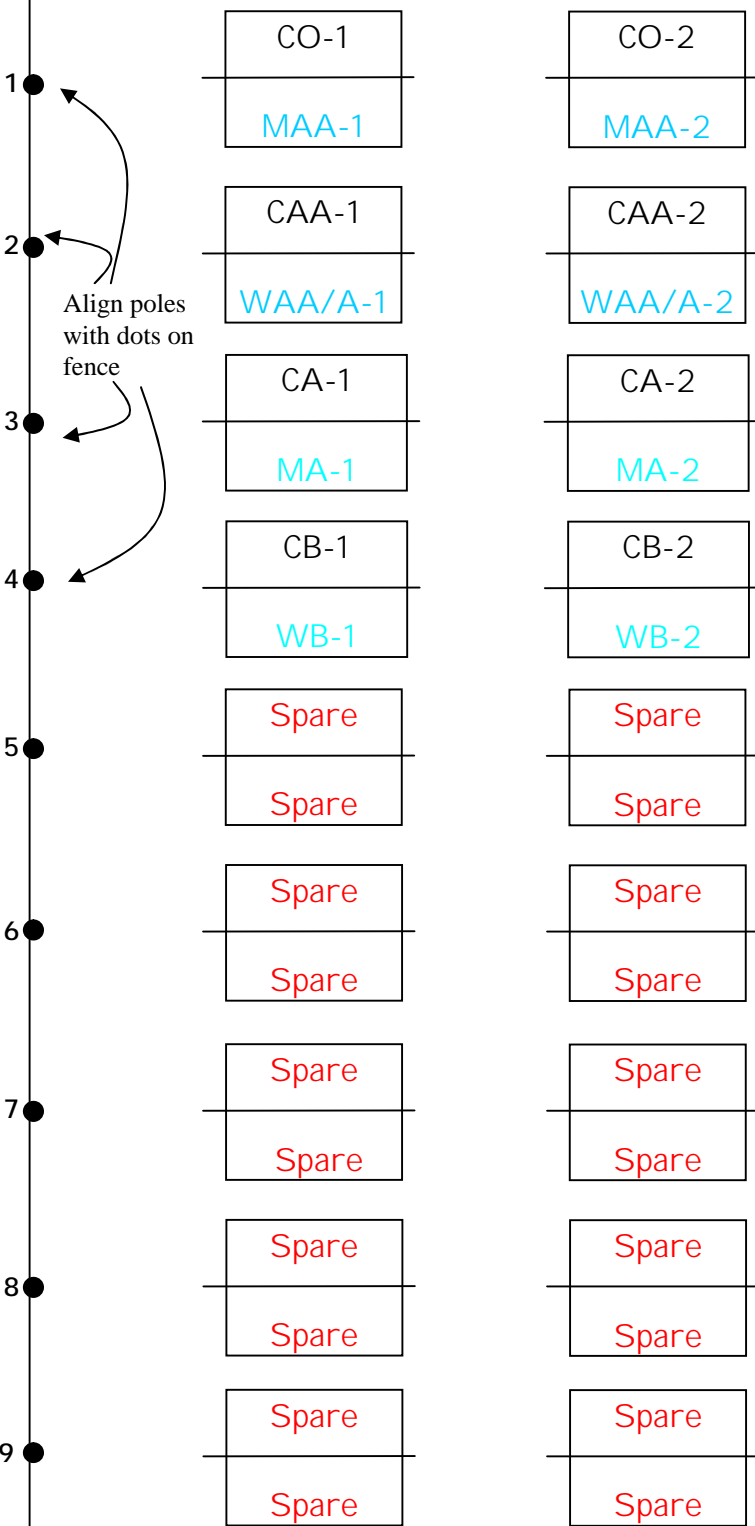 CO-1 CO-2
1
MAA-1 MAA-2
CAA-1 CAA-2
2
WAA/A-1 WAA/A-2
Align poles
with dots on
fence
CA-1 CA-2
3
MA-1 MA-2
CB-1 CB-2
4
WB-1 WB-2
Spare Spare
5
Spare Spare
Spare Spare
6
Spare Spare
Spare Spare
7
Spare Spare
Spare Spare
8
Spare Spare
Spare Spare
9
Spare Spare